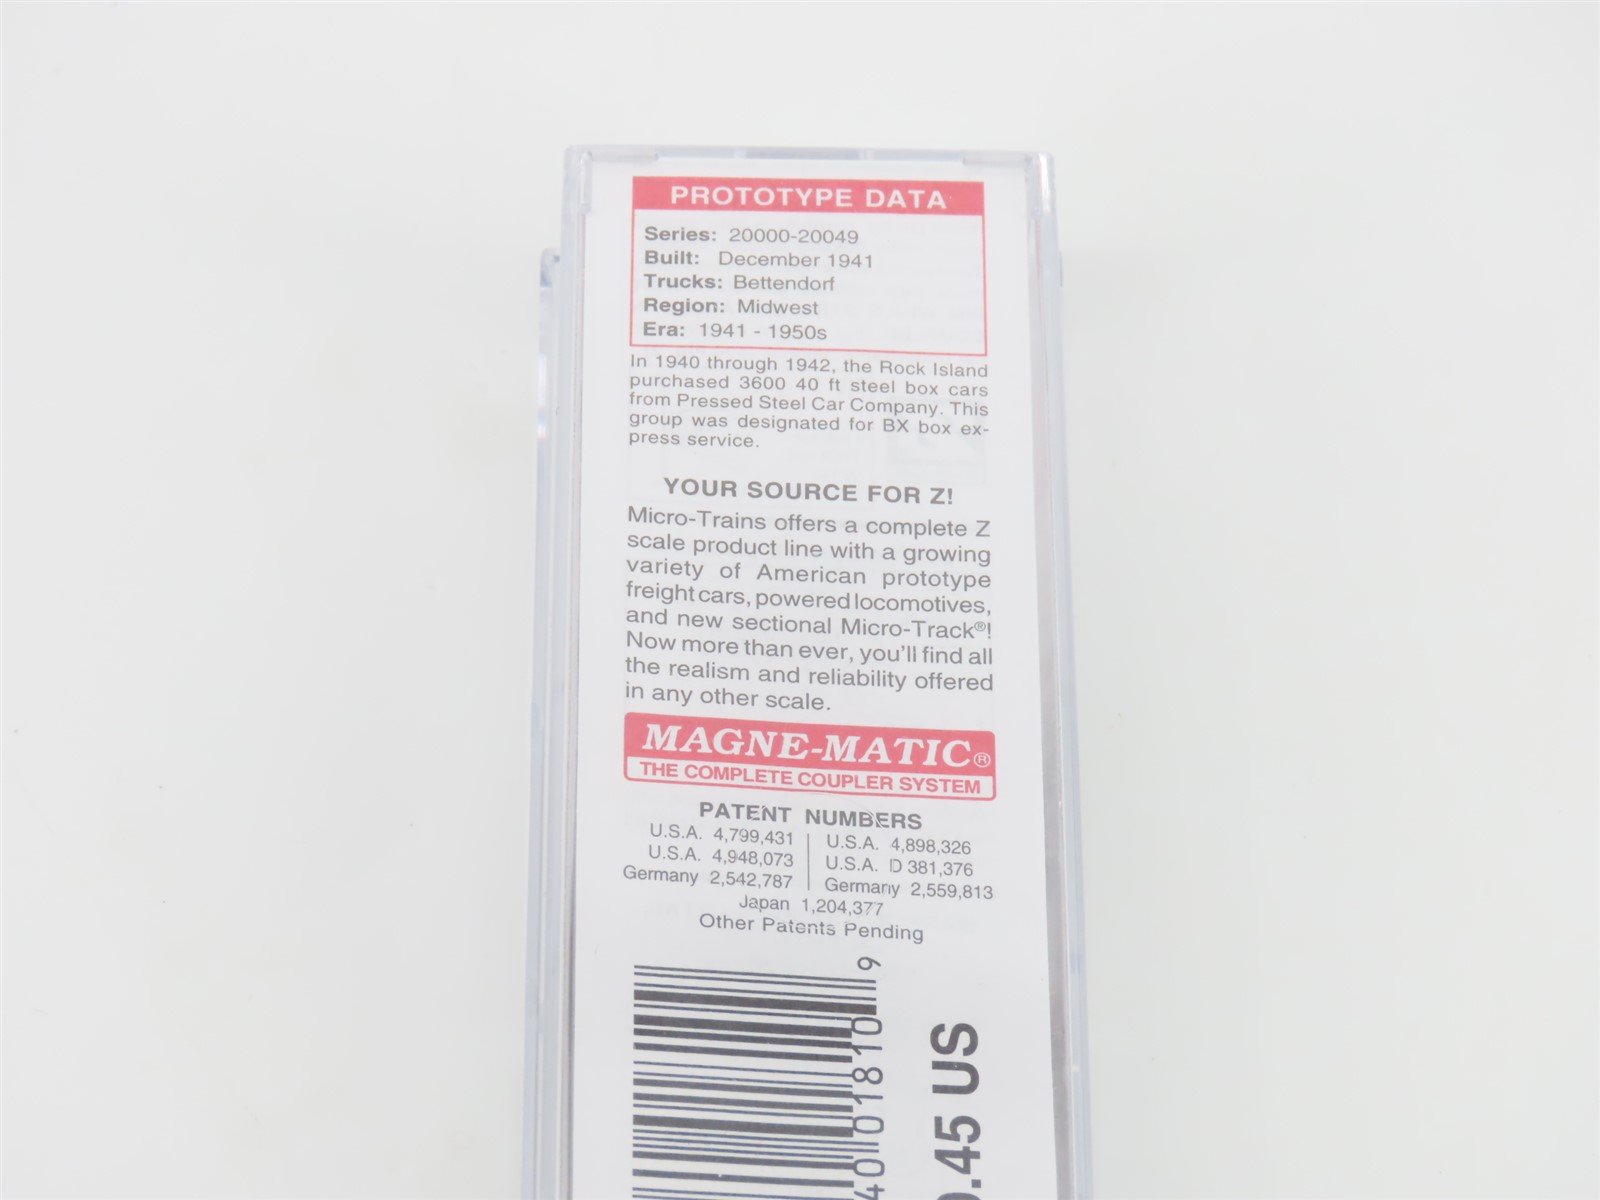 PROTOTYPE DATA
Series: 20000-20049
Built: December 1941
Trucks: Bettendorf
Region: Midwest
Era: 1941 - 1950s
In 1940 through 1942, the Rock Island
purchased 3600 40 ft steel box cars
from Pressed Steel Car Company. This
group was designated for BX box ex-
press service.
YOUR SOURCE FOR Z!
Micro-Trains offers a complete Z
scale product line with a growing
variety of American prototype
freight cars, powered locomotives,
and new sectional Micro-Track®!
Now more than ever, you'll find all
the realism and reliability offered
in any other scale.
MAGNE-MATIC®
THE COMPLETE COUPLER SYSTEM
PATENT NUMBERS
U.S.A. 4,799,431
U.S.A. 4,948,073
Germany 2,542,787
U.S.A. 4,898,326
U.S.A. D 381,376
Germany 2,559,813
Japan 1,204,377
Other Patents Pending
40 01810 9
.45 US